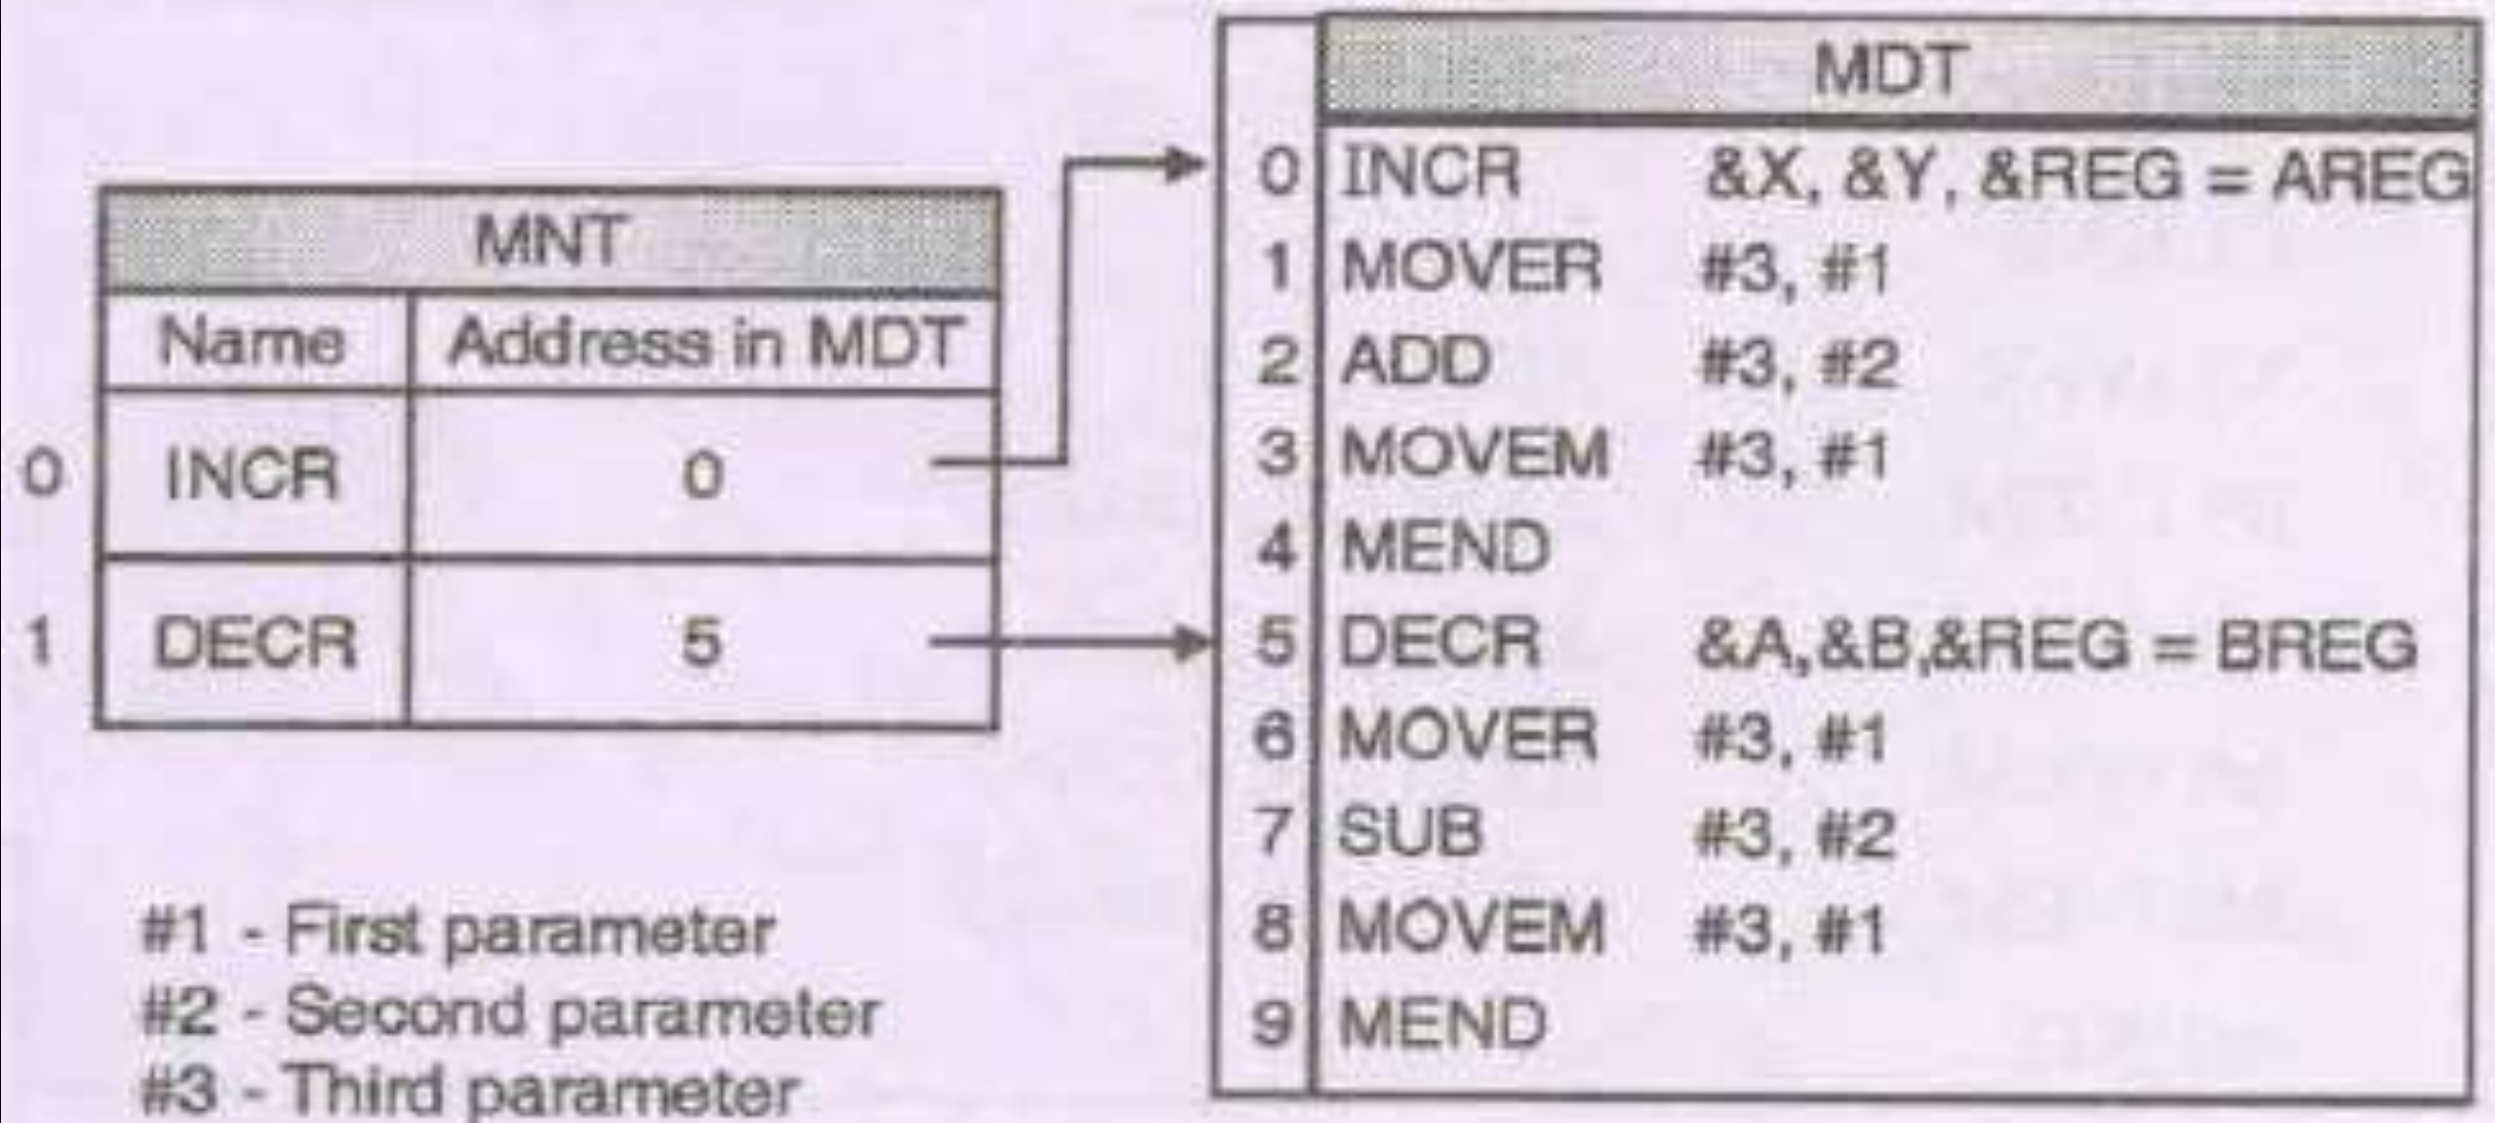 MNT
Name Address in MDT
0 INCR 0
1 DECR 5
#1 - First parameter
#2 - Second parameter
#3 - Third parameter
MDT
0 INCR &X, &Y, &REG = AREG
1 MOVER #3, #1
2 ADD #3, #2
3 MOVEM #3, #1
4 MEND
5 DECR &A,&B,&REG = BREG
6 MOVER #3, #1
7 SUB #3, #2
8 MOVEM #3, #1
9 MEND